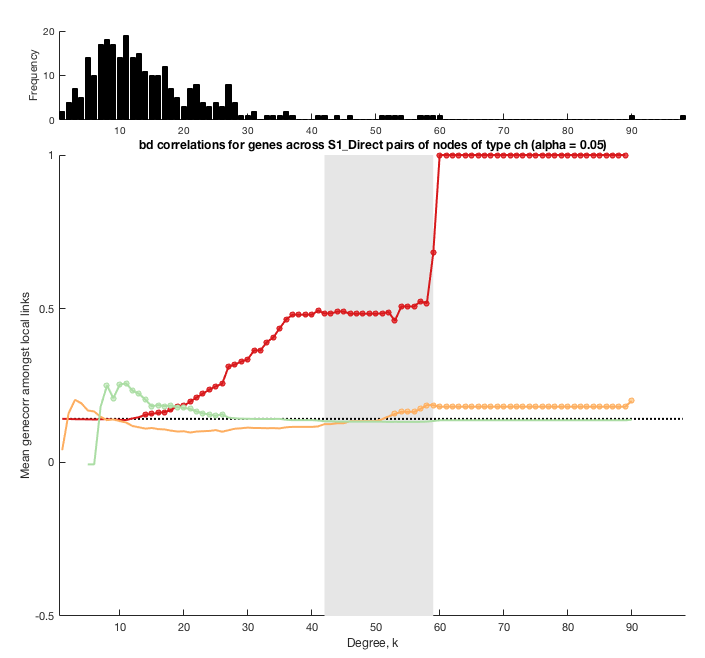 20
10
0
Frequency
10 20 30 40 50 60 70 80 90
bd correlations for genes across S1_Direct pairs of nodes of type ch (alpha = 0.05)
1
0.5
0
-0.5
Mean genecorr amongst local links
10 20 30 40 50 60 70 80 90
Degree, k